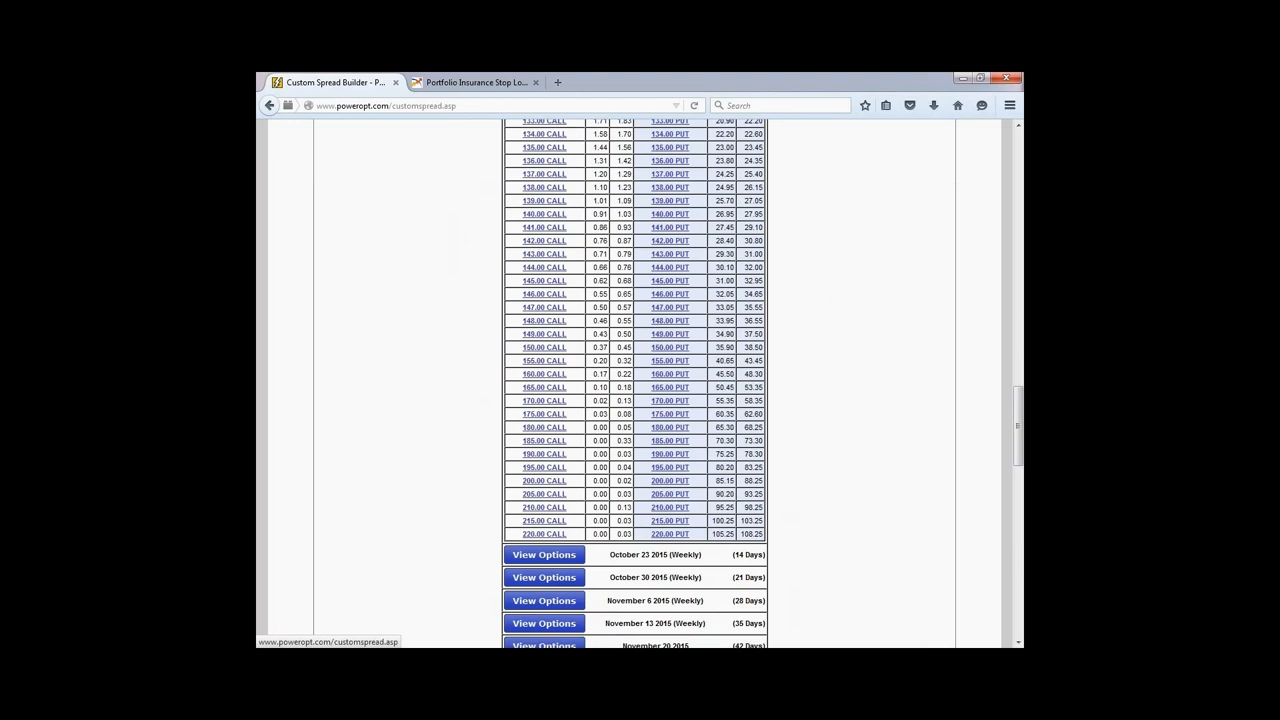 Custom Spread Builder - P...
Portfolio Insurance Stop Lo...
www.poweropt.com/customspread.asp
Search
133.00 CALL 1.71 1.83 133.00 PUT 20.90 22.20
134.00 CALL 1.58 1.70 134.00 PUT 22.20 22.60
135.00 CALL 1.44 1.56 135.00 PUT 23.00 23.45
136.00 CALL 1.31 1.42 136.00 PUT 23.80 24.35
137.00 CALL 1.20 1.29 137.00 PUT 24.25 25.40
138.00 CALL 1.10 1.23 138.00 PUT 24.95 26.15
139.00 CALL 1.01 1.09 139.00 PUT 25.70 27.05
140.00 CALL 0.91 1.03 140.00 PUT 26.95 27.95
141.00 CALL 0.86 0.93 141.00 PUT 27.45 29.10
142.00 CALL 0.76 0.87 142.00 PUT 28.40 30.80
143.00 CALL 0.71 0.79 143.00 PUT 29.30 31.00
144.00 CALL 0.66 0.76 144.00 PUT 30.10 32.00
145.00 CALL 0.62 0.68 145.00 PUT 31.00 32.95
146.00 CALL 0.55 0.65 146.00 PUT 32.05 34.65
147.00 CALL 0.50 0.57 147.00 PUT 33.05 35.55
148.00 CALL 0.46 0.55 148.00 PUT 33.95 36.55
149.00 CALL 0.43 0.50 149.00 PUT 34.90 37.50
150.00 CALL 0.37 0.45 150.00 PUT 35.90 38.50
155.00 CALL 0.20 0.32 155.00 PUT 40.65 43.45
160.00 CALL 0.17 0.22 160.00 PUT 45.50 48.30
165.00 CALL 0.10 0.18 165.00 PUT 50.45 53.35
170.00 CALL 0.02 0.13 170.00 PUT 55.35 58.35
175.00 CALL 0.03 0.08 175.00 PUT 60.35 62.60
180.00 CALL 0.00 0.05 180.00 PUT 65.30 68.25
185.00 CALL 0.00 0.33 185.00 PUT 70.30 73.30
190.00 CALL 0.00 0.03 190.00 PUT 75.25 78.30
195.00 CALL 0.00 0.04 195.00 PUT 80.20 83.25
200.00 CALL 0.00 0.02 200.00 PUT 85.15 88.25
205.00 CALL 0.00 0.03 205.00 PUT 90.20 93.25
210.00 CALL 0.00 0.13 210.00 PUT 95.25 98.25
215.00 CALL 0.00 0.03 215.00 PUT 100.25 103.25
220.00 CALL 0.00 0.03 220.00 PUT 105.25 108.25
View Options October 23 2015 (Weekly) (14 Days)
View Options October 30 2015 (Weekly) (21 Days)
View Options November 6 2015 (Weekly) (28 Days)
View Options November 13 2015 (Weekly) (35 Days)
View Options November 20 2015 (42 Days)
www.poweropt.com/customspread.asp